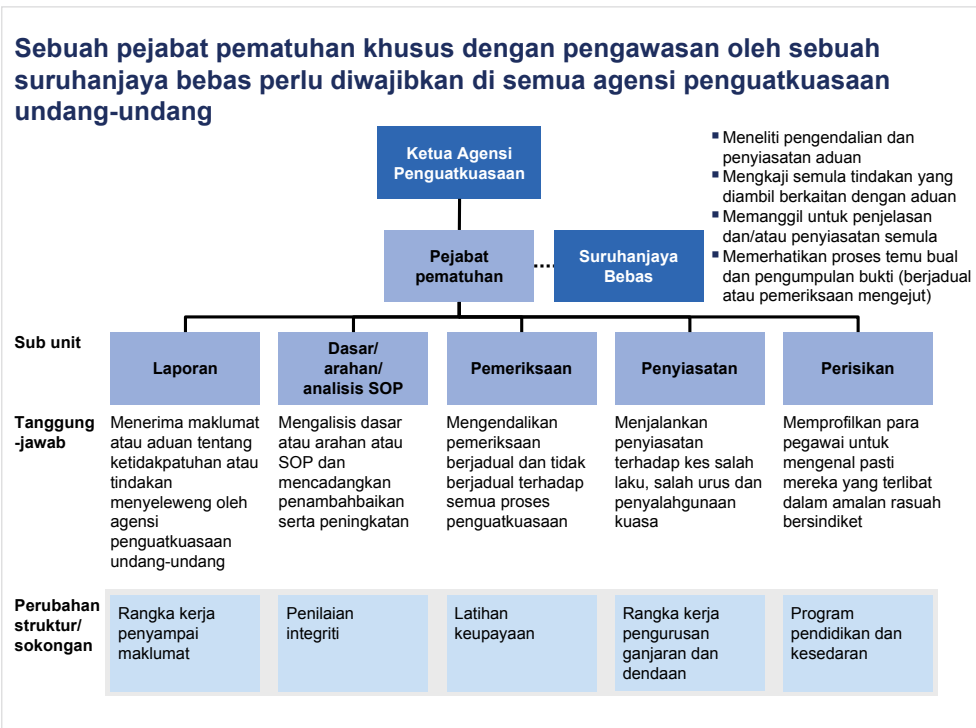 Sebuah pejabat pematuhan khusus dengan pengawasan oleh sebuah
suruhanjaya bebas perlu diwajibkan di semua agensi penguatkuasaan
undang-undang
Ketua Agensi
Penguatkuasaan
▪ Meneliti pengendalian dan
penyiasatan aduan
▪ Mengkaji semula tindakan yang
diambil berkaitan dengan aduan
▪ Memanggil untuk penjelasan
dan/atau penyiasatan semula
▪ Memerhatikan proses temu bual
dan pengumpulan bukti (berjadual
atau pemeriksaan mengejut)
Pejabat
pematuhan
Suruhanjaya
Bebas
Sub unit
Laporan
Dasar/
arahan/
analisis SOP
Pemeriksaan
Penyiasatan
Perisikan
Tanggung
-jawab
Menerima maklumat
atau aduan tentang
ketidakpatuhan atau
tindakan
menyeleweng oleh
agensi
penguatkuasaan
undang-undang
Mengalisis dasar
atau arahan atau
SOP dan
mencadangkan
penambahbaikan
serta peningkatan
Mengendalikan
pemeriksaan
berjadual dan tidak
berjadual terhadap
semua proses
penguatkuasaan
Menjalankan
penyiasatan
terhadap kes salah
laku, salah urus dan
penyalahgunaan
kuasa
Memprofilkan para
pegawai untuk
mengenal pasti
mereka yang terlibat
dalam amalan rasuah
bersindiket
Perubahan
struktur/
sokongan
Rangka kerja
penyampai
maklumat
Penilaian
integriti
Latihan
keupayaan
Rangka kerja
pengurusan
ganjaran dan
dendaan
Program
pendidikan dan
kesedaran